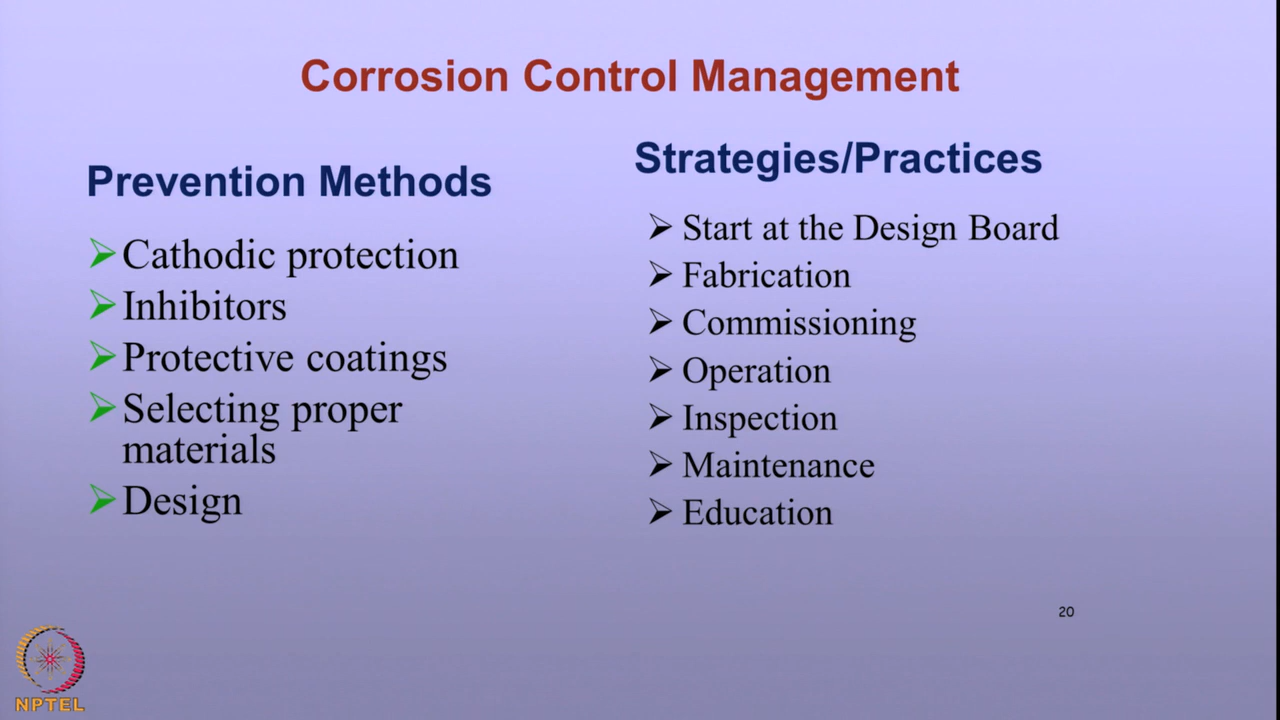 Corrosion Control Management
Prevention Methods
Cathodic protection
Inhibitors
Protective coatings
Selecting proper
materials
Design
Strategies/Practices
Start at the Design Board
Fabrication
Commissioning
Operation
Inspection
Maintenance
Education
20
NPTEL